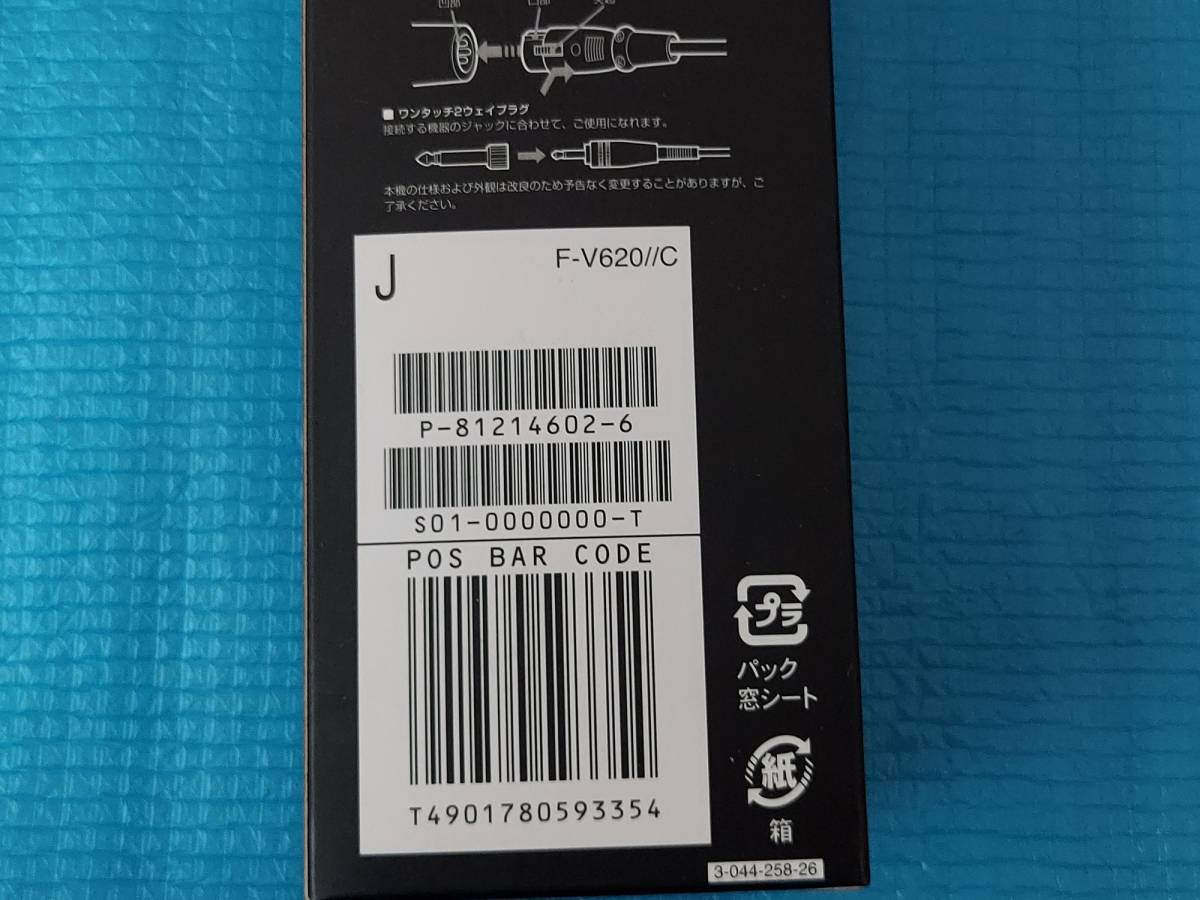 凹部 凸部
■ ワンタッチ2ウェイプラグ
接続する機器のジャックに合わせて、ご使用になれます。
本機の仕様および外観は改良のため予告なく変更することがありますが、ご
了承ください。
J
F-V620//C
P-81214602-6
S01-0000000-T
POS BAR CODE
T4901780593354
プラ
パック
窓シート
紙
箱
3-044-258-26